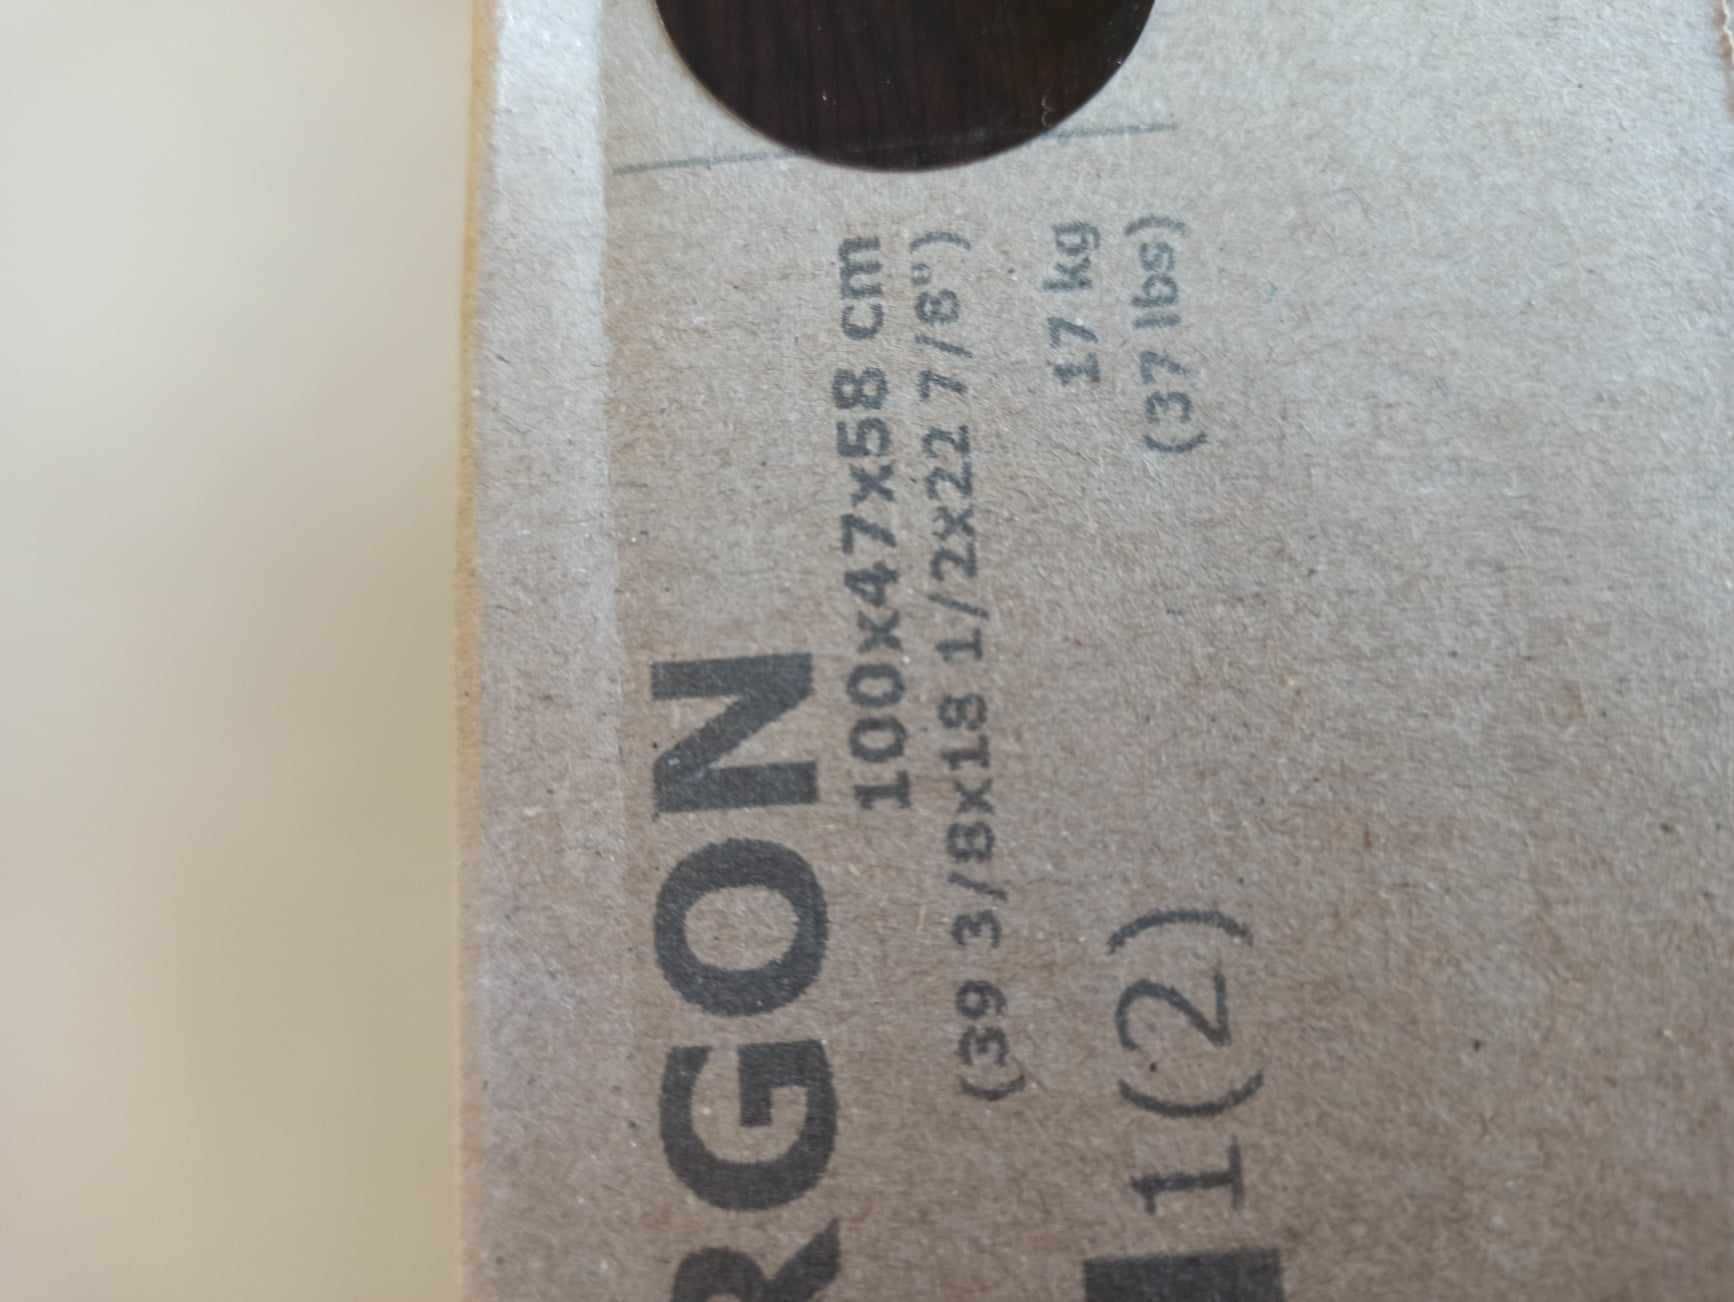 RGON
100x47x58 cm
(39 3/8x18 1/2x22 7/8")
17 kg
(37 lbs)
1(2)